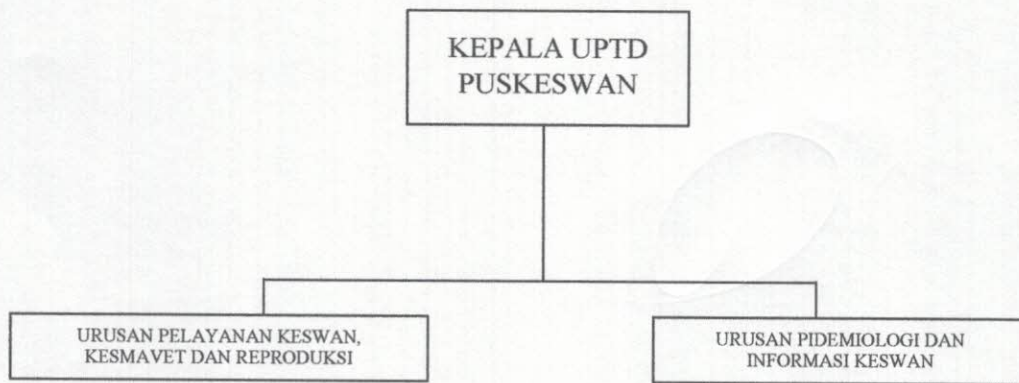 KEPALA UPTD
PUSKESWAN
URUSAN PELAYANAN KESWAN,
KESMAVET DAN REPRODUKSI
URUSAN PIDEMIOLOGI DAN
INFORMASI KESWAN